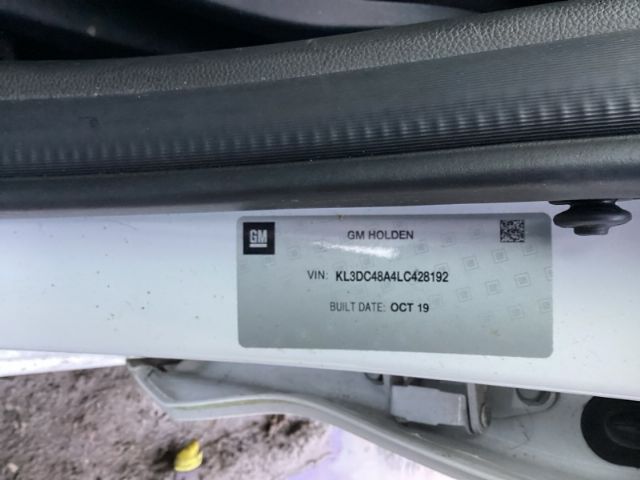 GM
GM HOLDEN
VIN: KL3DC48A4LC428192
BUILT DATE: OCT 19